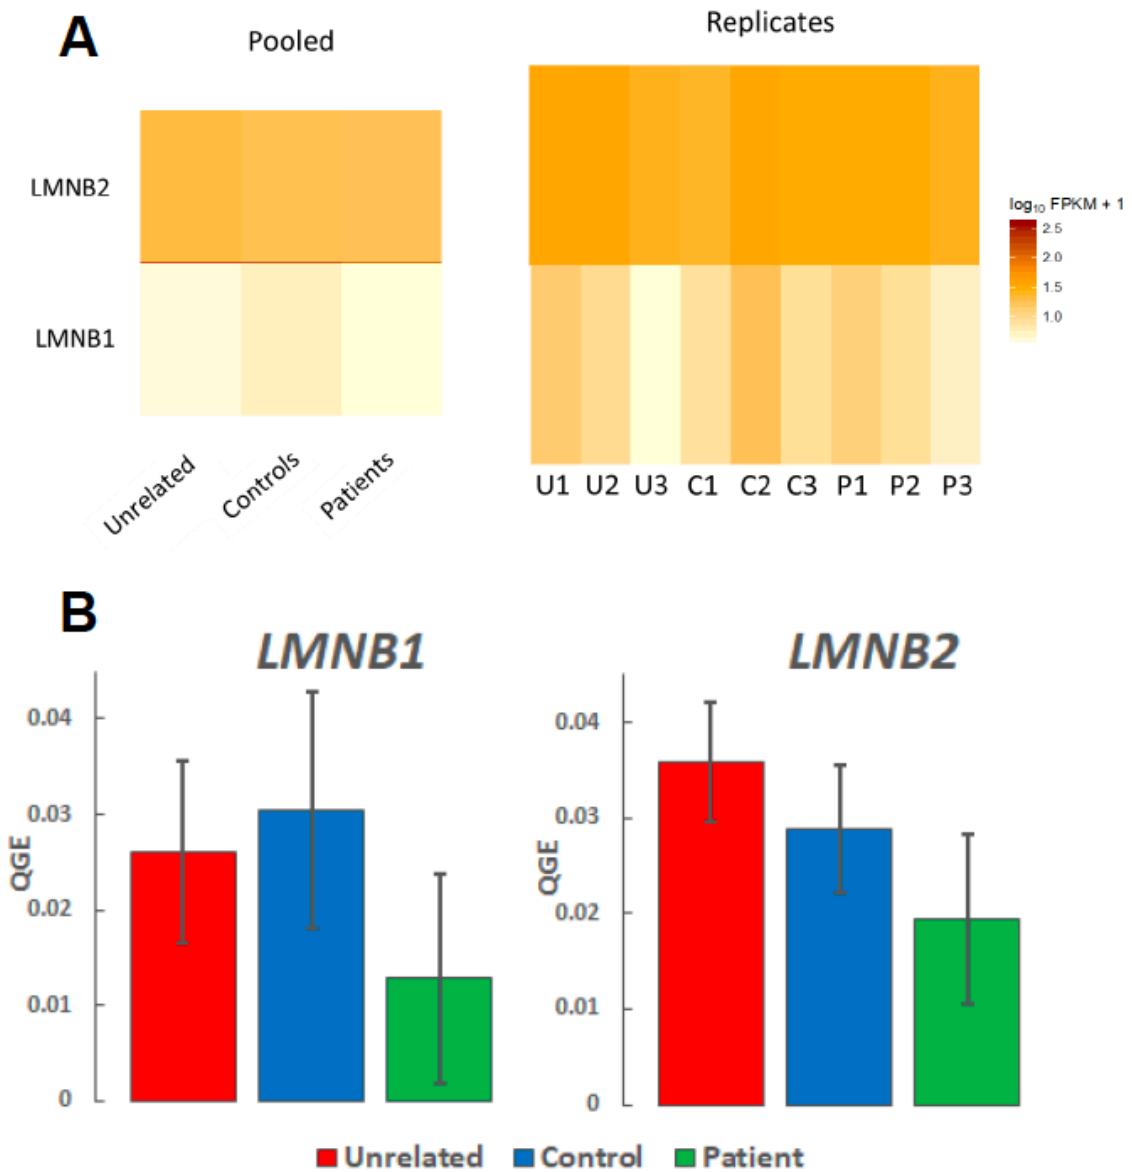 A
Pooled
Replicates
LMNB2
LMNB1
log₁₀ FPKM + 1
2.5
2.0
1.5
1.0
Unrelated
Controls
Patients
U1 U2 U3 C1 C2 C3 P1 P2 P3
B
LMNB1
LMNB2
QGE
0.04
0.03
0.02
0.01
0
QGE
0.04
0.03
0.02
0.01
0
Unrelated Control Patient